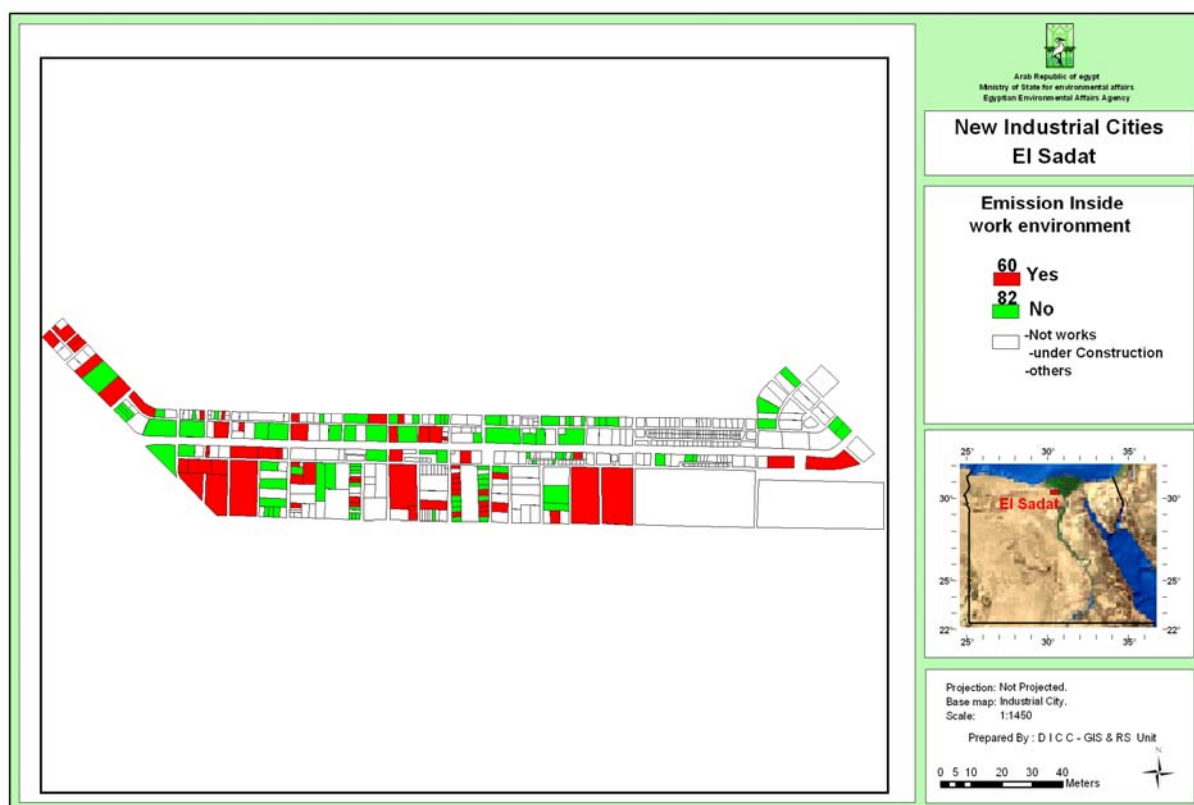 Arab Republic of egypt
Ministry of State for environmental affairs
Egyptian Environmental Affairs Agency
New Industrial Cities
El Sadat
Emission Inside
work environment
60
Yes
82
No
-Not works
-under Construction
-others
25° 30° 35°
30° 30°
El Sadat
25° 25°
22° 22°
25° 30° 35°
Projection: Not Projected.
Base map: Industrial City.
Scale: 1:1450
Prepared By : D I C C - GIS & RS Unit
N
0 5 10 20 30 40
Meters